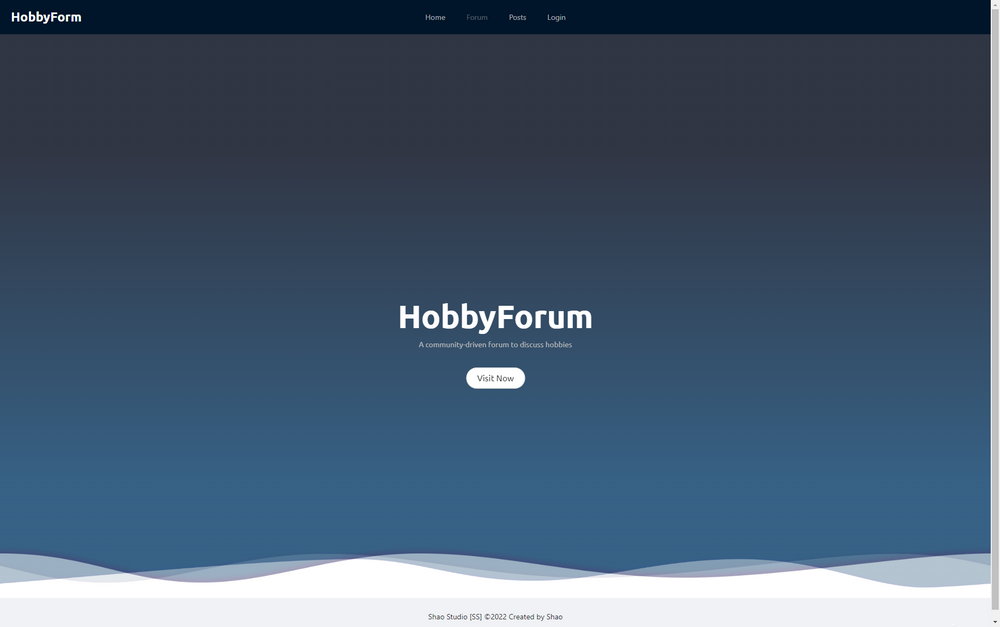 HobbyForm Home Forum Posts Login
HobbyForum
A community-driven forum to discuss hobbies
Visit Now
Shao Studio [SS] ©2022 Created by Shao